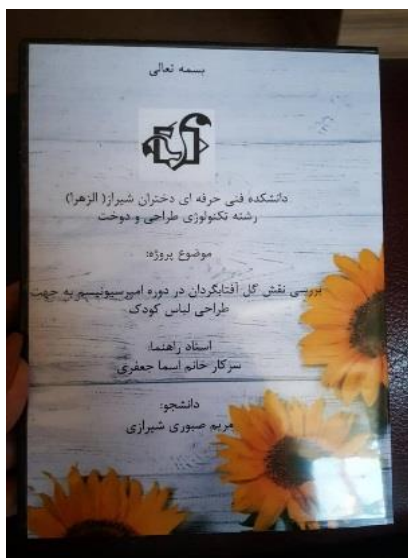 بسمه تعالی
دانشکده فنی حرفه ای دختران شیراز( الزهرا)
رشته تکنولوژی طراحی و دوخت
موضوع پروژه:
بررسی نقش گل آفتابگردان در دوره امپرسیونیسم به جهت
طراحی لباس کودک
استاد راهنما:
سرکار خانم اسما جعفری
دانشجو:
مریم صبوری شیرازی